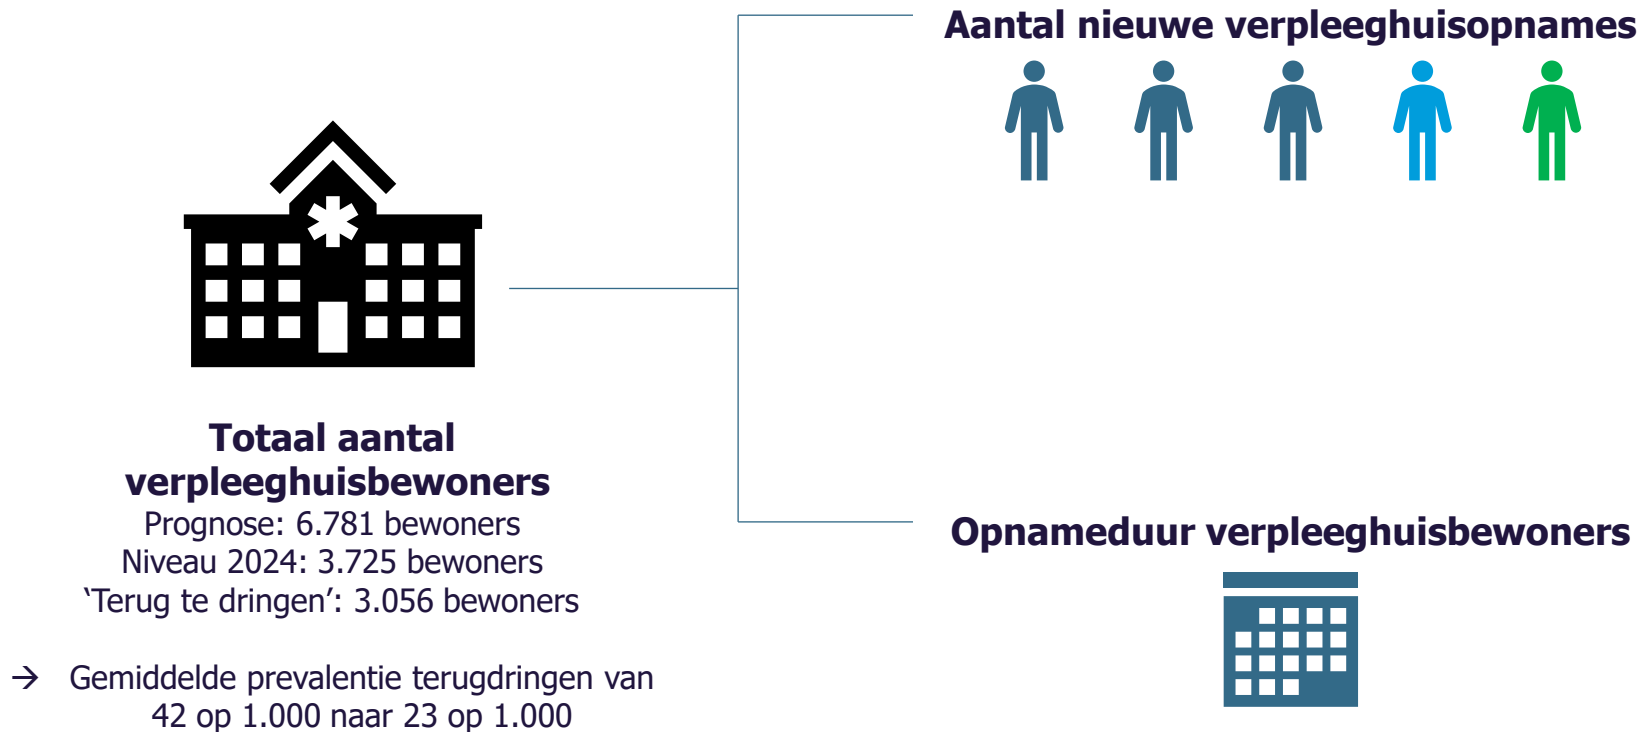 Aantal nieuwe verpleeghuisopnames
Totaal aantal
verpleeghuisbewoners
Prognose: 6.781 bewoners
Niveau 2024: 3.725 bewoners
‘Terug te dringen’: 3.056 bewoners
→ Gemiddelde prevalentie terugdringen van
42 op 1.000 naar 23 op 1.000
Opnameduur verpleeghuisbewoners